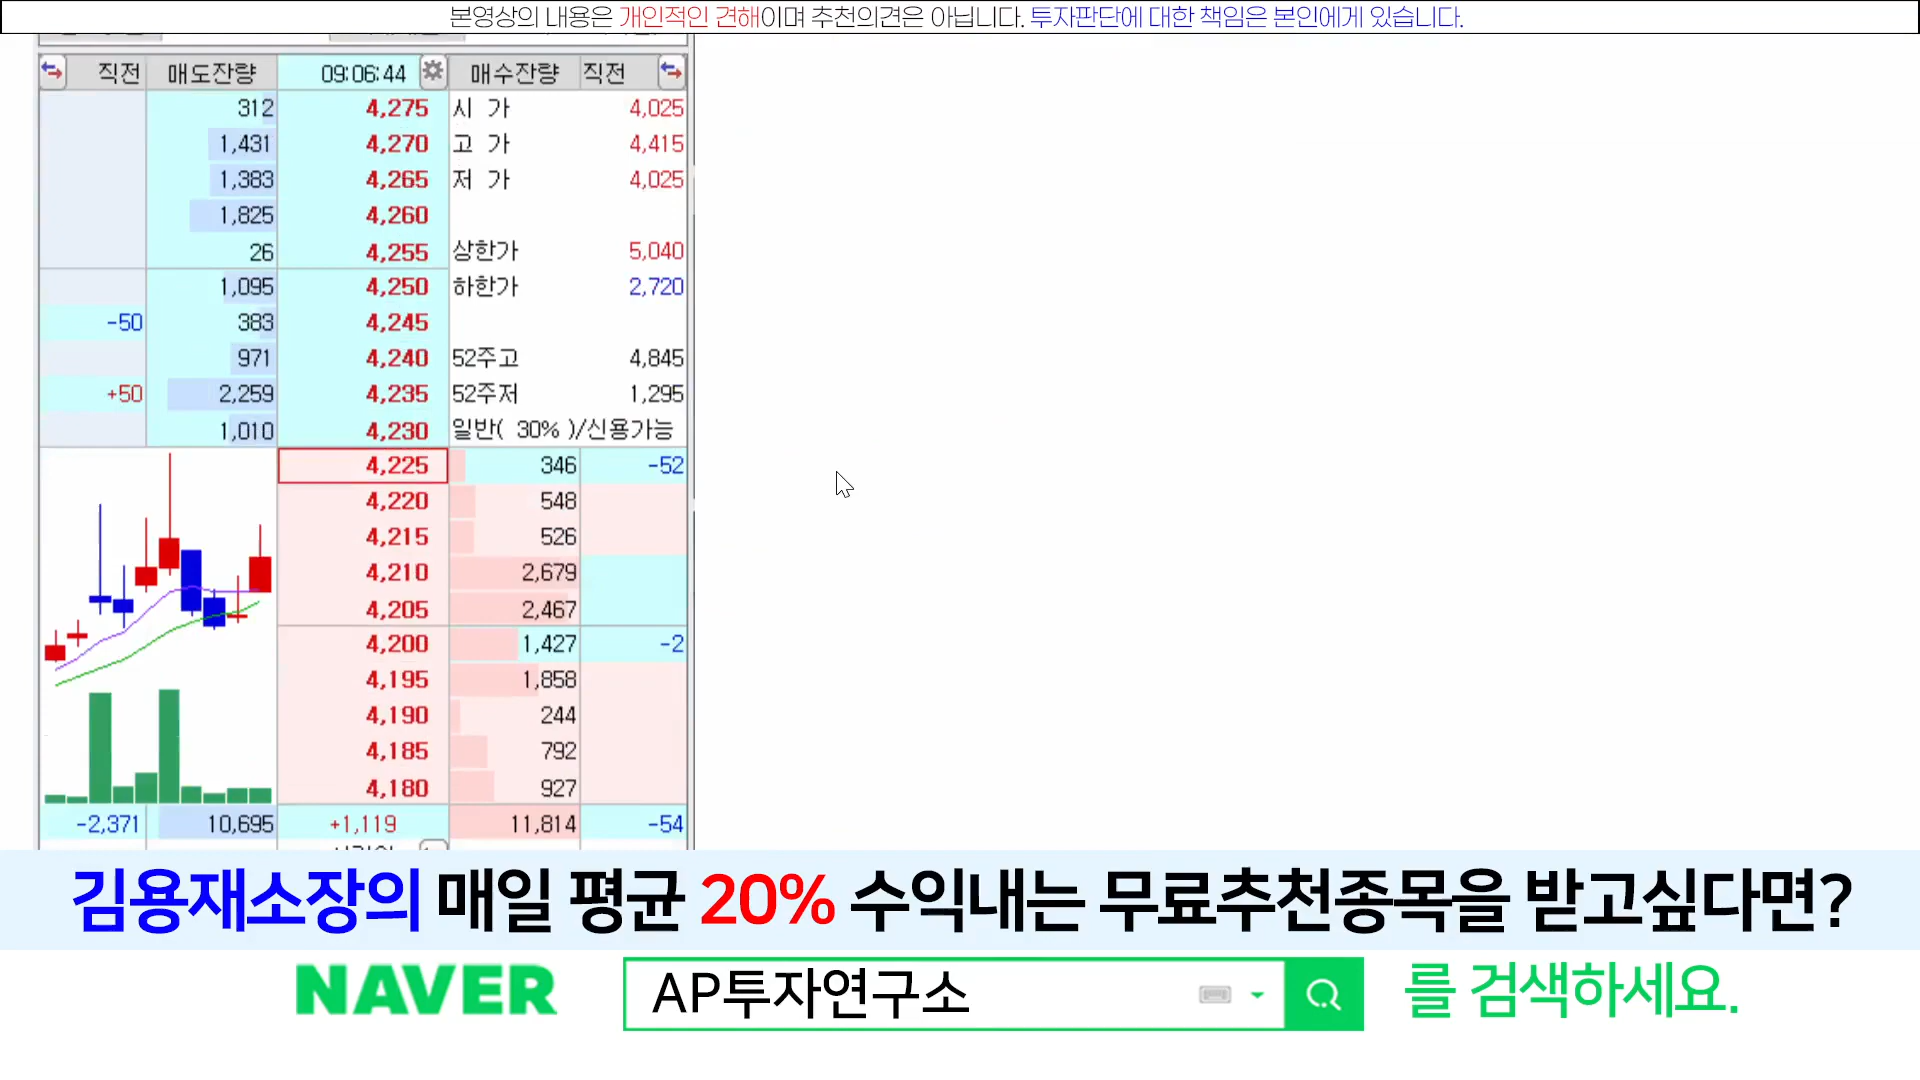 본영상의 내용은 개인적인 견해이며 추천의견은 아닙니다. 투자판단에 대한 책임은 본인에게 있습니다.
직전 매도잔량 09:06:44 매수잔량 직전
312 4,275 시 가 4,025
1,431 4,270 고 가 4,415
1,383 4,265 저 가 4,025
1,825 4,260
26 4,255 상한가 5,040
1,095 4,250 하한가 2,720
-50 383 4,245
971 4,240 52주고 4,845
+50 2,259 4,235 52주저 1,295
1,010 4,230 일반( 30% )/신용가능
4,225 346 -52
4,220 548
4,215 526
4,210 2,679
4,205 2,467
4,200 1,427 -2
4,195 1,858
4,190 244
4,185 792
4,180 927
-2,371 10,695 +1,119 11,814 -54
김용재소장의 매일 평균 20% 수익내는 무료추천종목을 받고싶다면?
NAVER AP투자연구소 를 검색하세요.